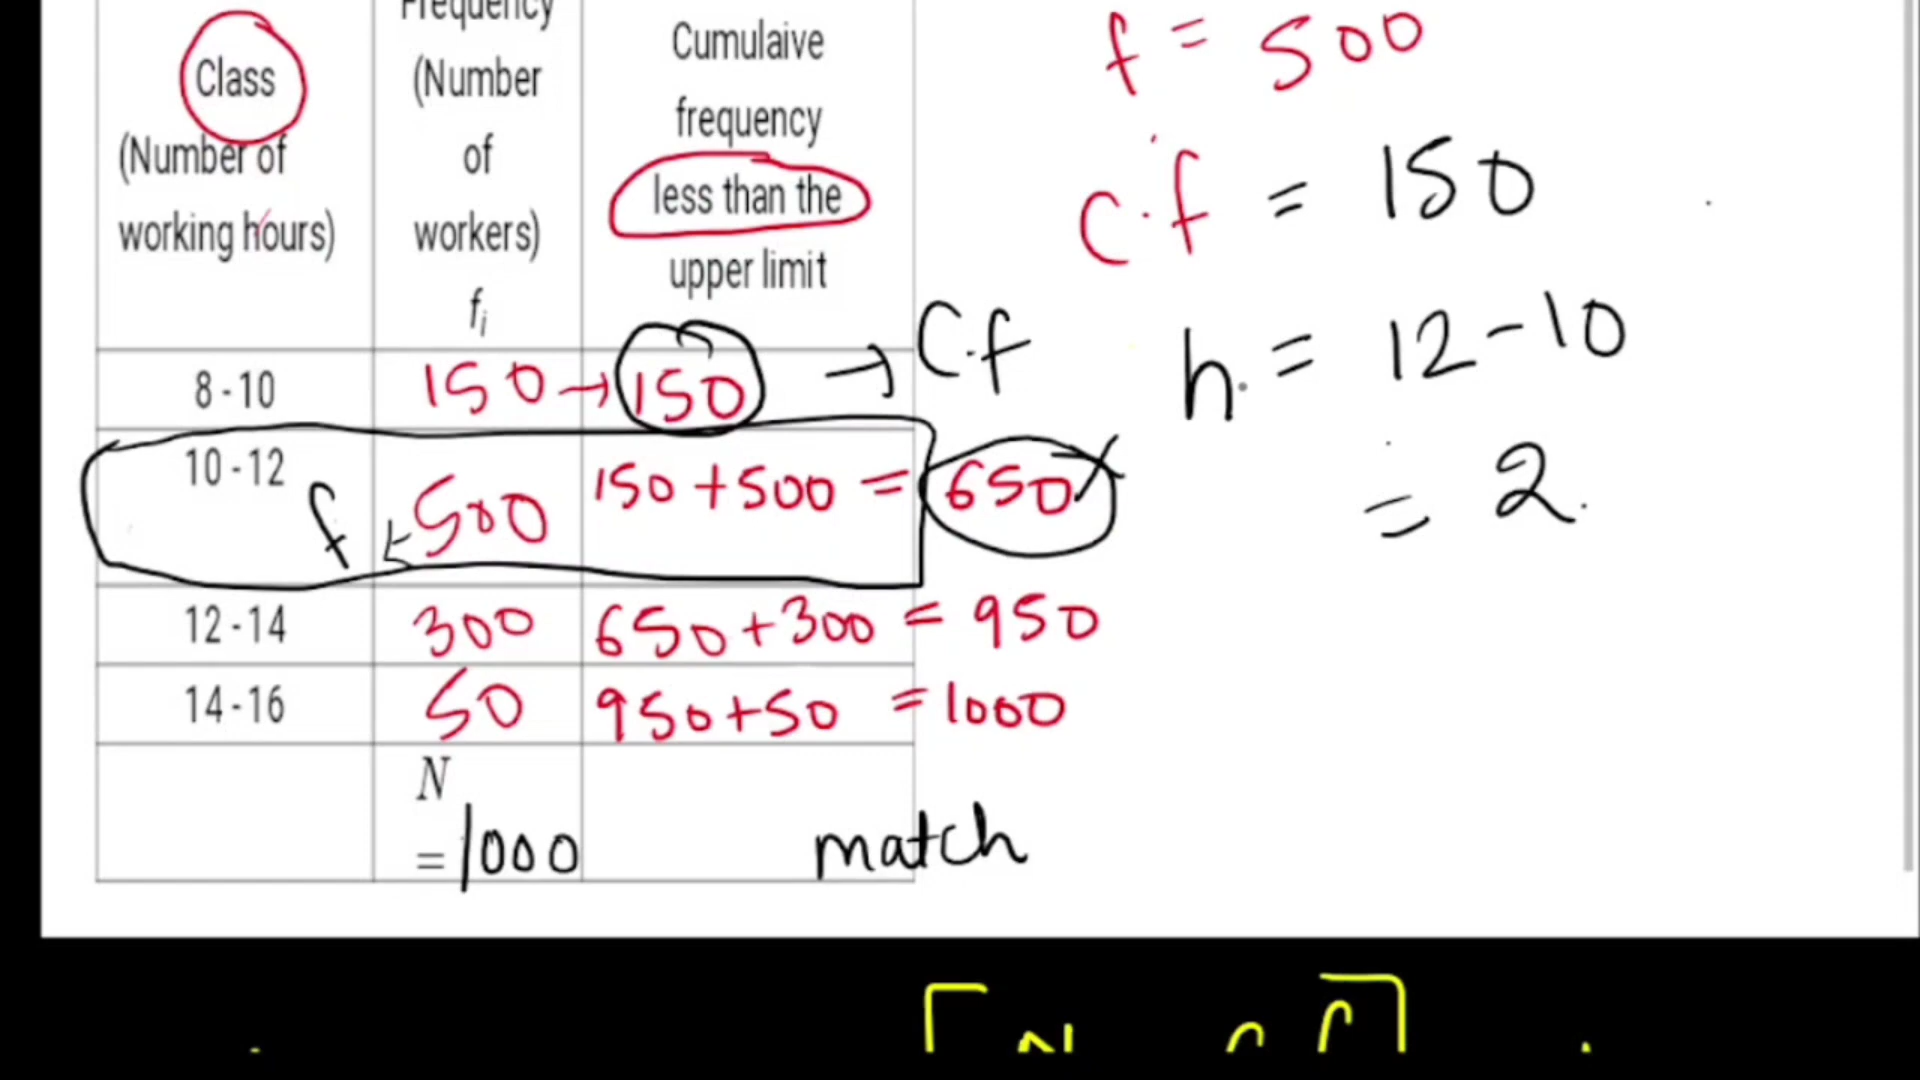 Class
(Number of
working hours)
Frequency
(Number
of
workers)
fi
Cumulaive
frequency
less than the
upper limit
8-10 150→ 150 → C.f
10-12 f 500 150+500 = 650
12-14 300 650+300 = 950
14-16 50 950+50 = 1000
N
=1000 match
f = 500
C.f = 150
h = 12-10
= 2.